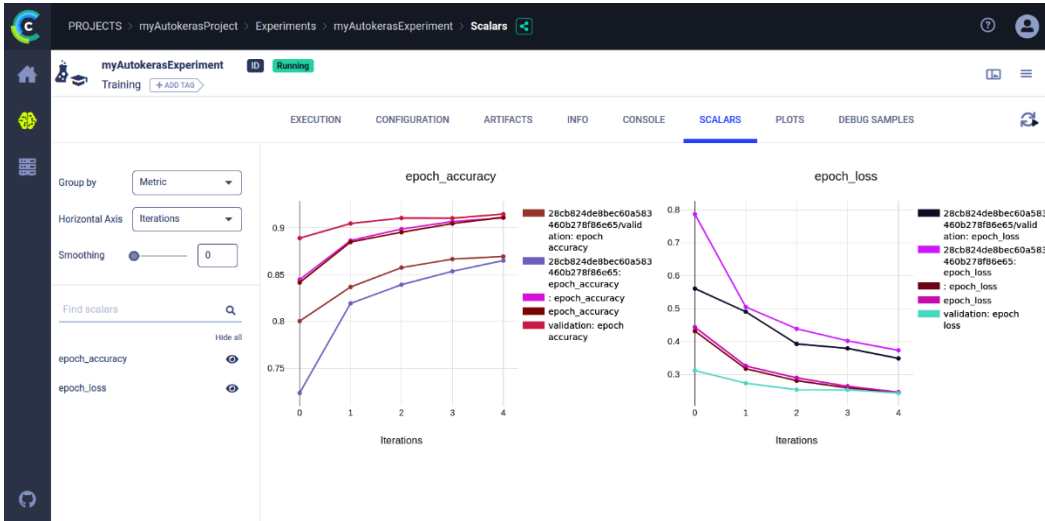 PROJECTS > myAutokerasProject > Experiments > myAutokerasExperiment > Scalars
myAutokerasExperiment ID Running
Training + ADD TAG
EXECUTION CONFIGURATION ARTIFACTS INFO CONSOLE SCALARS PLOTS DEBUG SAMPLES
Group by Metric
Horizontal Axis Iterations
Smoothing 0
Find scalars
Hide all
epoch_accuracy
epoch_loss
epoch_accuracy
0.9
0.85
0.8
0.75
0 1 2 3 4
Iterations
28cb824de8bec60a583
460b278f86e65/valid
ation: epoch
accuracy
28cb824de8bec60a583
460b278f86e65:
epoch_accuracy
: epoch_accuracy
epoch_accuracy
validation: epoch
accuracy
epoch_loss
0.8
0.7
0.6
0.5
0.4
0.3
0 1 2 3 4
Iterations
28cb824de8bec60a583
460b278f86e65/valid
ation: epoch_loss
28cb824de8bec60a583
460b278f86e65:
epoch_loss
: epoch_loss
epoch_loss
validation: epoch
loss